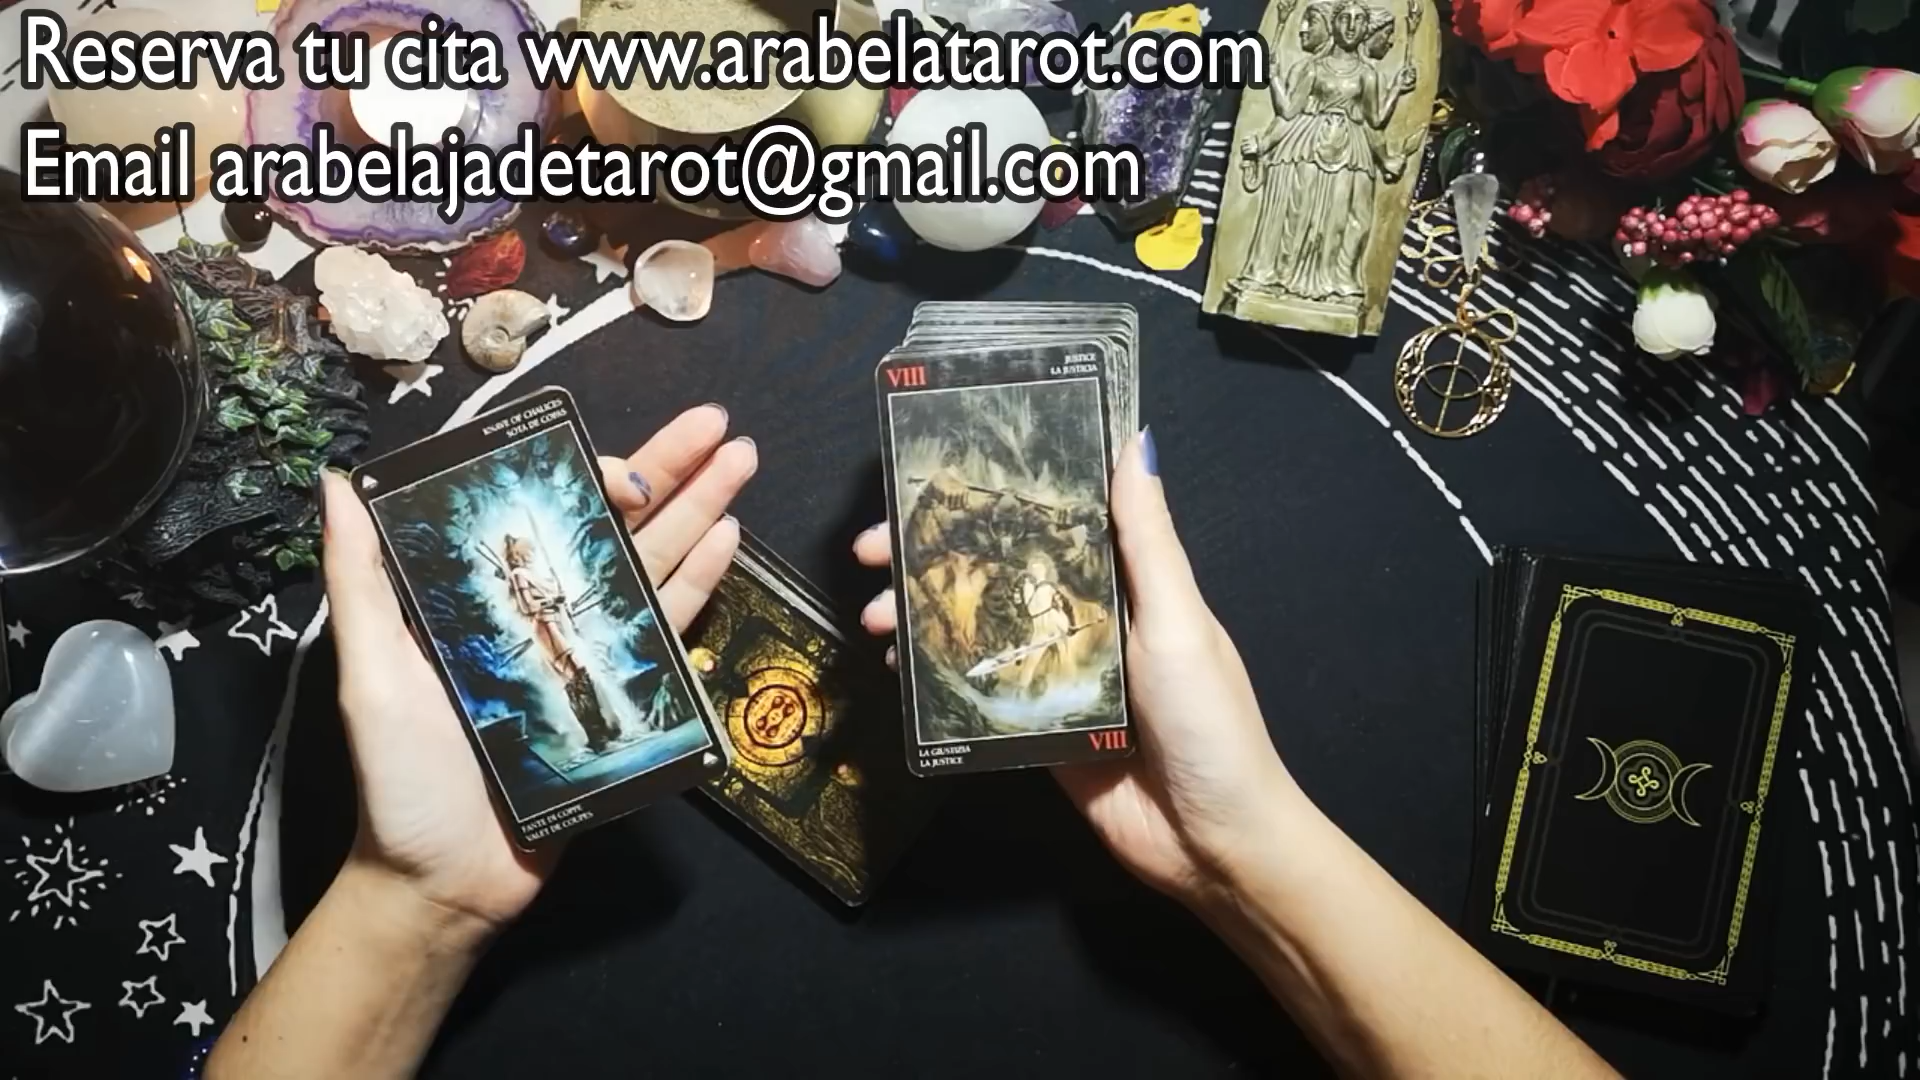 Reserva tu cita www.arabelatarot.com
Email arabelajadetarot@gmail.com
VIII
JUSTICE
LA JUSTICIA
KNAVE OF CHALICES
SOTA DE COPAS
LA GIUSTIZIA
LA JUSTICE
VIII
FANTE DI COPPE
VALET DE COUPES